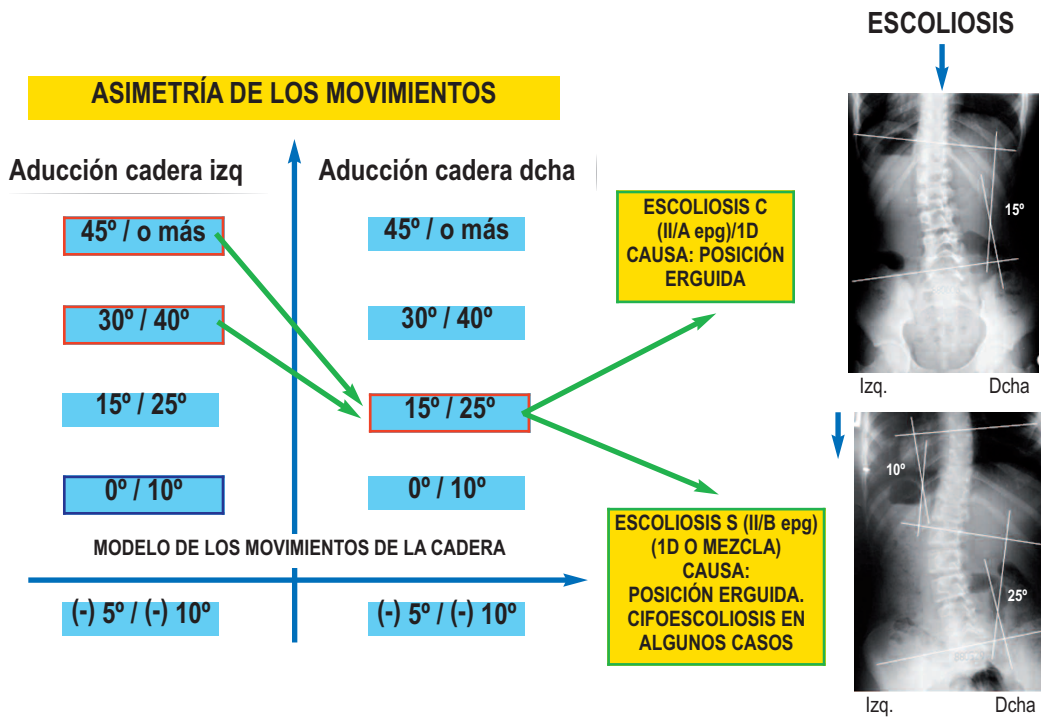 ESCOLIOSIS
ASIMETRÍA DE LOS MOVIMIENTOS
Aducción cadera izq
Aducción cadera dcha
45º / o más
45º / o más
30º / 40º
30º / 40º
15º / 25º
15º / 25º
0º / 10º
0º / 10º
MODELO DE LOS MOVIMIENTOS DE LA CADERA
(-) 5º / (-) 10º
(-) 5º / (-) 10º
ESCOLIOSIS C
(II/A epg)/1D
CAUSA: POSICIÓN
ERGUIDA
ESCOLIOSIS S (II/B epg)
(1D O MEZCLA)
CAUSA:
POSICIÓN ERGUIDA.
CIFOESCOLIOSIS EN
ALGUNOS CASOS
15º
Izq.
Dcha
10º
25º
Izq.
Dcha